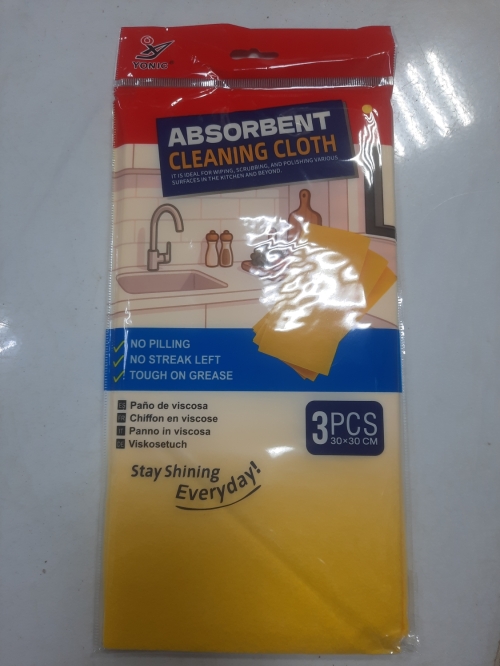 YONIC®
ABSORBENT
CLEANING CLOTH
IT IS IDEAL FOR WIPING, SCRUBBING, AND POLISHING VARIOUS
SURFACES IN THE KITCHEN AND BEYOND.
NO PILLING
NO STREAK LEFT
TOUGH ON GREASE
Paño de viscosa
Chiffon en viscose
Panno in viscosa
Viskosetuch
3PCS
30×30 CM
Stay Shining
Everyday!